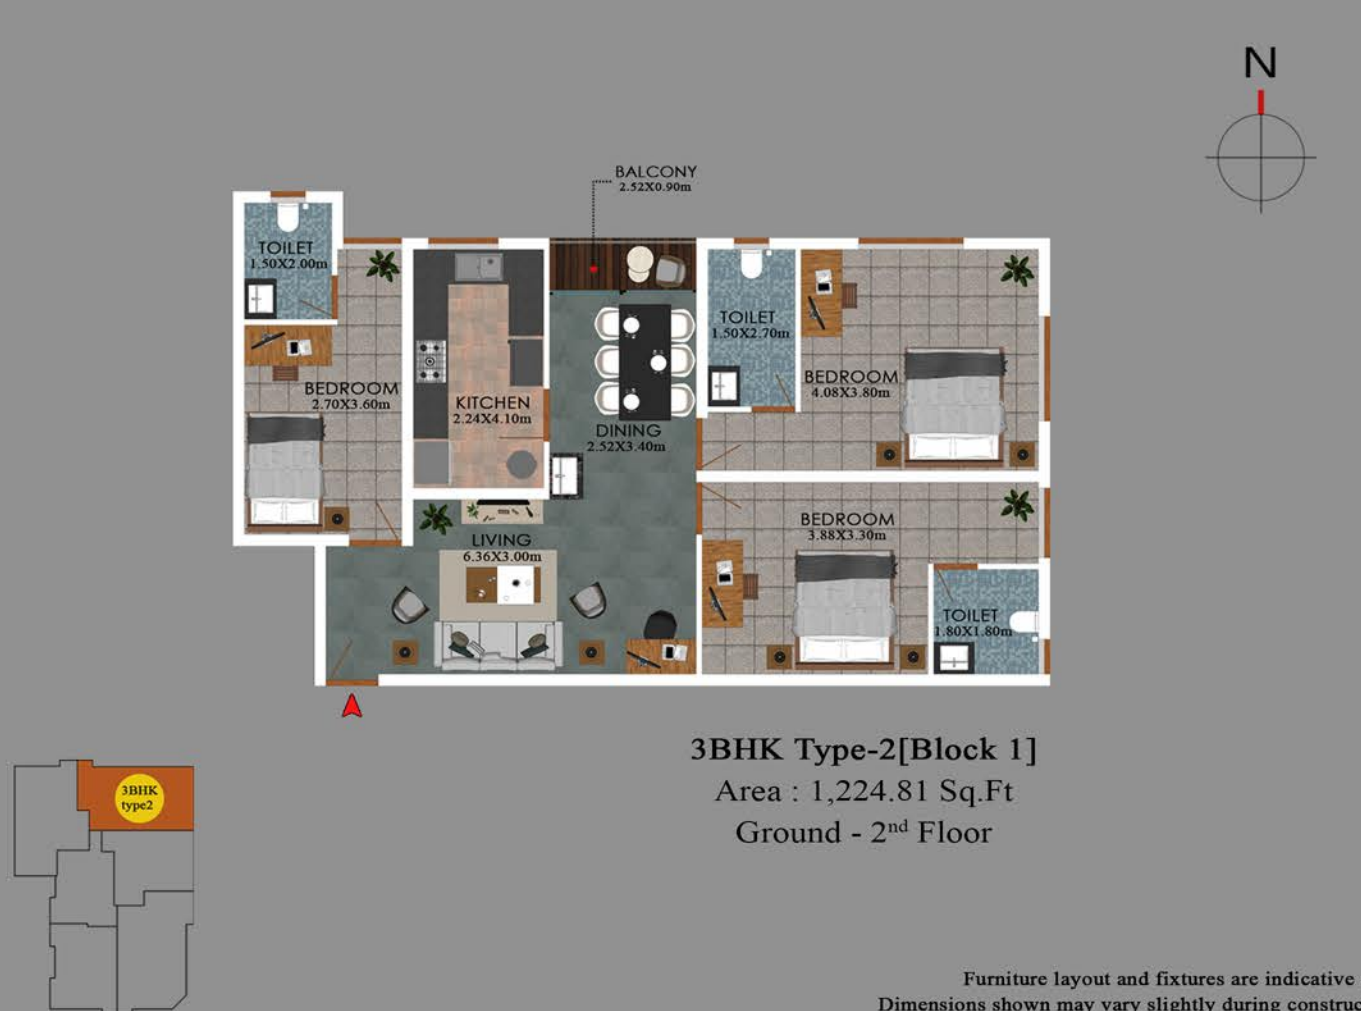 N
BALCONY
2.52X0.90m
TOILET
1.50X2.00m
TOILET
1.50X2.70m
BEDROOM
2.70X3.60m
KITCHEN
2.24X4.10m
DINING
2.52X3.40m
BEDROOM
4.08X3.80m
LIVING
6.36X3.00m
BEDROOM
3.88X3.30m
TOILET
1.80X1.80m
3BHK Type-2[Block 1]
Area : 1,224.81 Sq.Ft
Ground - 2nd Floor
3BHK
type2
Furniture layout and fixtures are indicative
Dimensions shown may vary slightly during construc